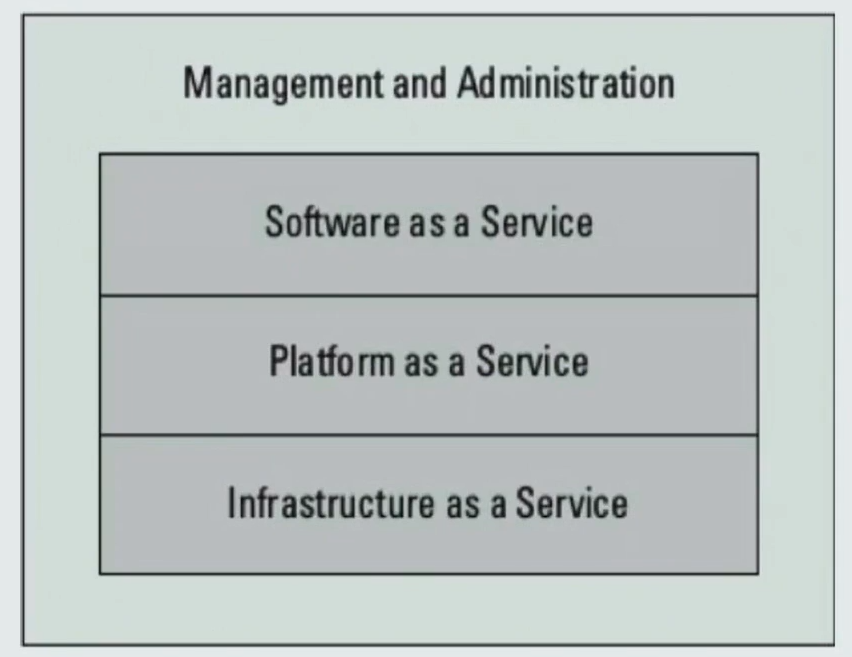 Management and Administration
Software as a Service
Platform as a Service
Infrastructure as a Service